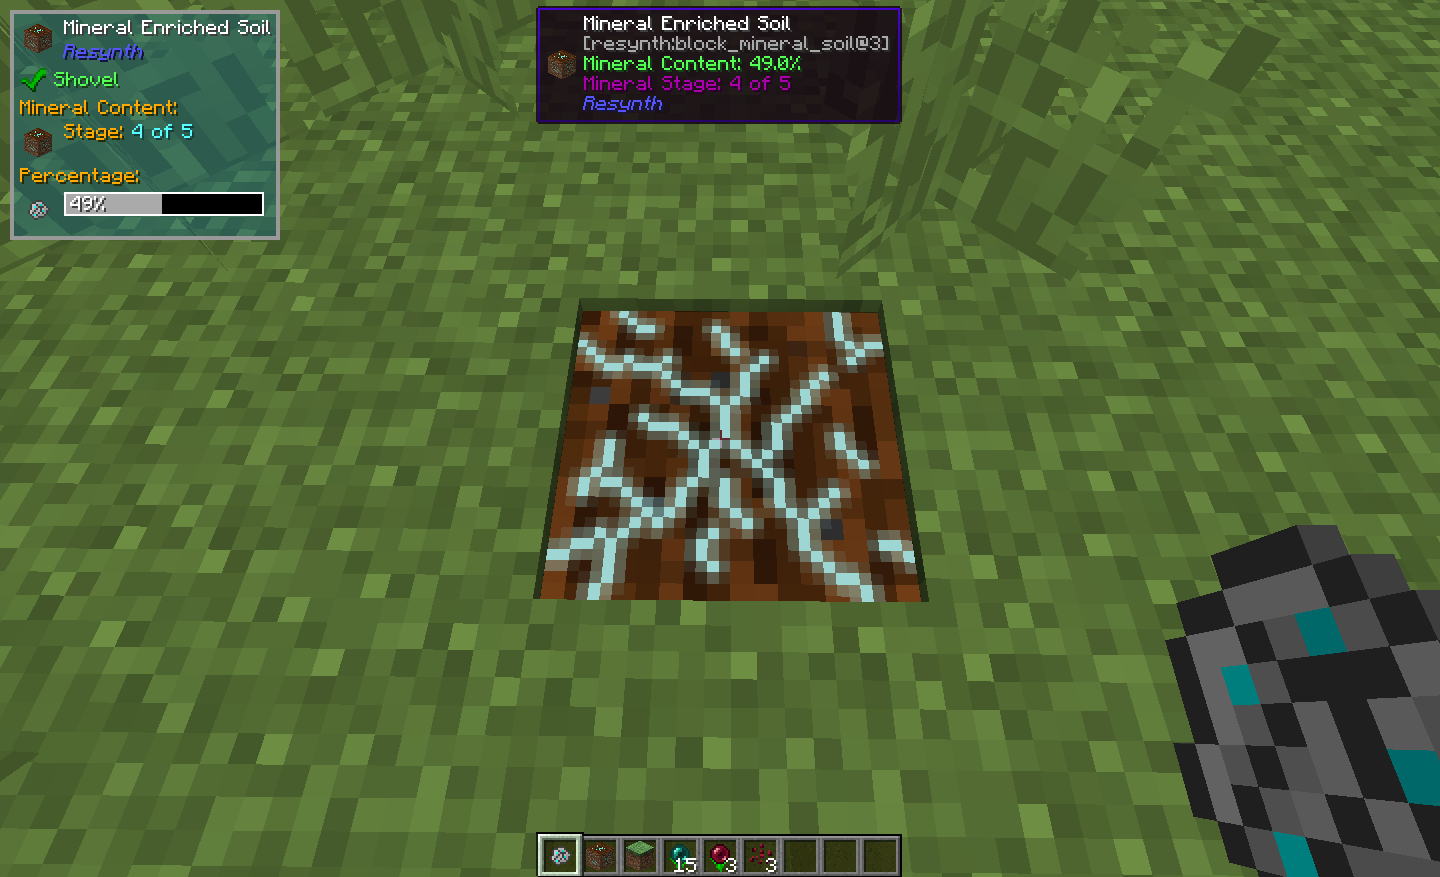 Mineral Enriched Soil
Resynth
Shovel
Mineral Content:
Stage: 4 of 5
Percentage:
49%
Mineral Enriched Soil
[resynth:block_mineral_soil@3]
Mineral Content: 49.0%
Mineral Stage: 4 of 5
Resynth
15
3
3